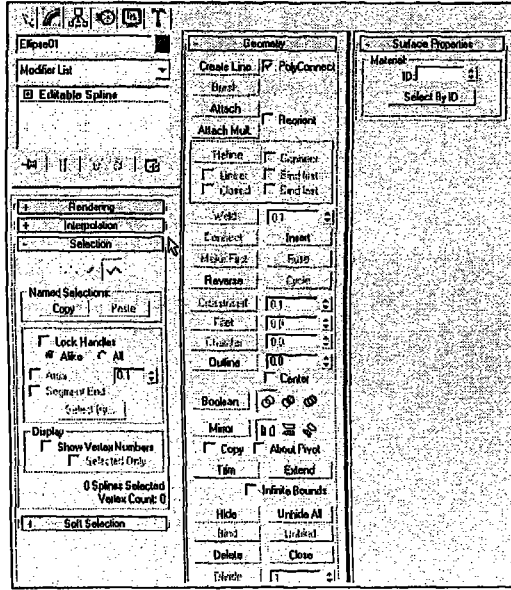 Ellipse01
Modifier List
Editable Spline
Rendering
Interpolation
Selection
Named Selections:
Copy Paste
Lock Handles
Alike All
Area 0.1
Segment End
Select By...
Display
Show Vertex Numbers
Selected Only
0 Splines Selected
Vertex Count: 0
Soft Selection
Geometry
Create Line PolyConnect
Break
Attach
Reorient
Attach Mult.
Refine Connect
Linear Bind first
Closed Bind last
Weld 0.1
Connect Insert
Make First Fuse
Reverse Cycle
CrossInsert 0.1
Fillet 0.0
Chamfer 0.0
Outline 0.0
Center
Boolean
Mirror
Copy About Pivot
Trim Extend
Infinite Bounds
Hide Unhide All
Bind Unbind
Delete Close
Divide 1
Surface Properties
Material
ID:
Select By ID